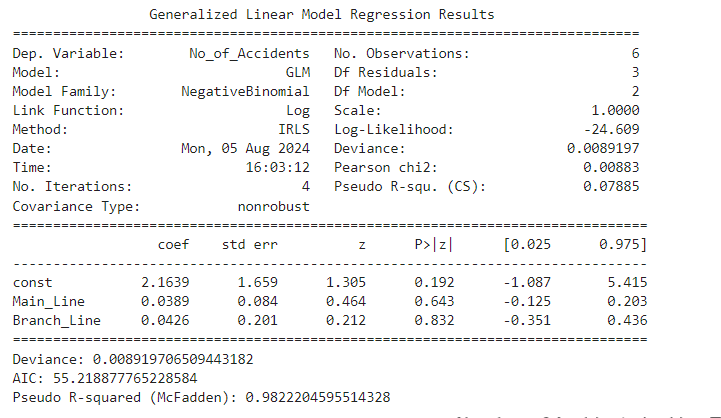 Generalized Linear Model Regression Results
==============================================================================
Dep. Variable: No_of_Accidents No. Observations: 6
Model: GLM Df Residuals: 3
Model Family: NegativeBinomial Df Model: 2
Link Function: Log Scale: 1.0000
Method: IRLS Log-Likelihood: -24.609
Date: Mon, 05 Aug 2024 Deviance: 0.0089197
Time: 16:03:12 Pearson chi2: 0.00883
No. Iterations: 4 Pseudo R-squ. (CS): 0.07885
Covariance Type: nonrobust
===============================================================================
coef std err z P>|z| [0.025 0.975]
-------------------------------------------------------------------------------
const 2.1639 1.659 1.305 0.192 -1.087 5.415
Main_Line 0.0389 0.084 0.464 0.643 -0.125 0.203
Branch_Line 0.0426 0.201 0.212 0.832 -0.351 0.436
===============================================================================
Deviance: 0.008919706509443182
AIC: 55.218877765228584
Pseudo R-squared (McFadden): 0.9822204595514328